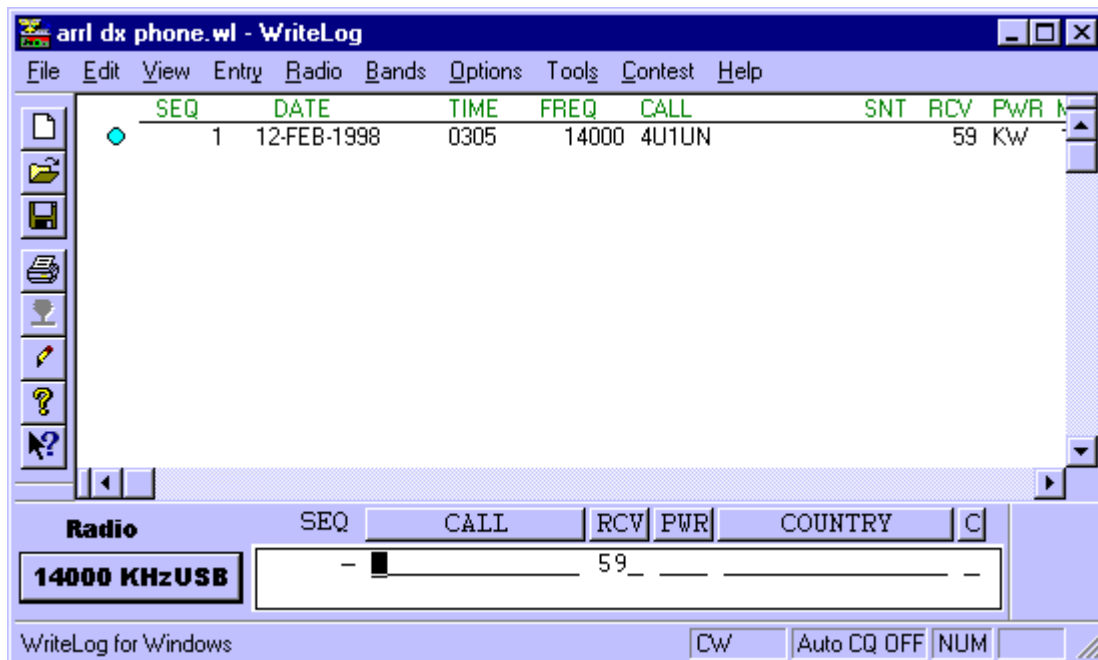 arrl dx phone.wl - WriteLog
File Edit View Entry Radio Bands Options Tools Contest Help
SEQ DATE TIME FREQ CALL SNT RCV PWR
1 12-FEB-1998 0305 14000 4U1UN 59 KW
Radio SEQ CALL RCV PWR COUNTRY C
14000 KHz USB – 59
WriteLog for Windows CW Auto CQ OFF NUM